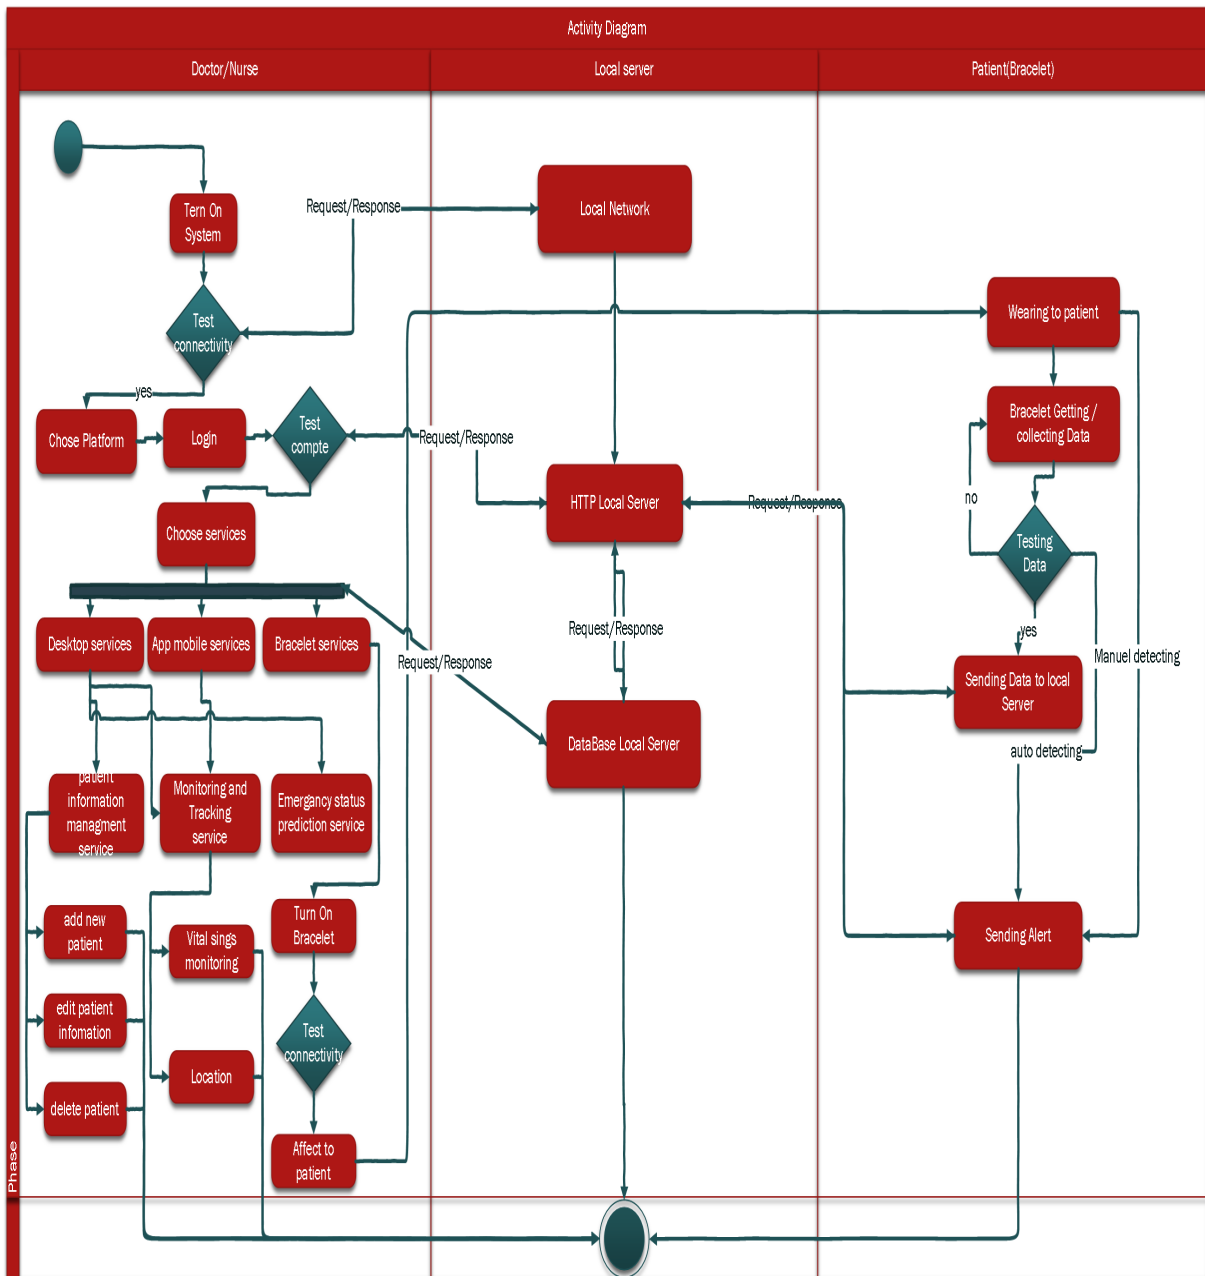 Activity Diagram
Doctor/Nurse
Local server
Patient(Bracelet)
Tern On
System
Request/Response
Local Network
Test
connectivity
Wearing to patient
yes
Chose Platform
Login
Test
compte
Request/Response
Bracelet Getting /
collecting Data
Choose services
HTTP Local Server
Request/Response
no
Testing
Data
Desktop services
App mobile services
Bracelet services
Request/Response
Request/Response
yes
Manuel detecting
Sending Data to local
Server
DataBase Local Server
auto detecting
patient
information
managment
service
Monitoring and
Tracking
service
Emergancy status
prediction service
add new
patient
Vital sings
monitoring
Turn On
Bracelet
Sending Alert
edit patient
infomation
Test
connectivity
Location
delete patient
Affect to
patient
Phase